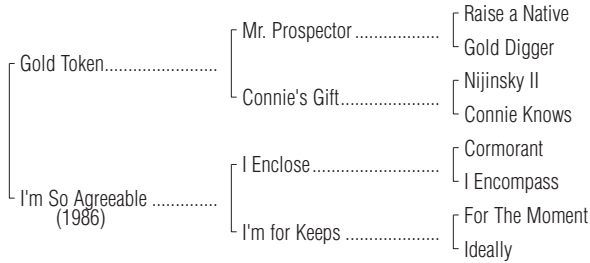 Raise a Native
Mr. Prospector ..................
Gold Digger
Gold Token........................
Nijinsky II
Connie's Gift.....................
Connie Knows
Cormorant
I Enclose...........................
I Encompass
I'm So Agreeable ..............
(1986)
For The Moment
I'm for Keeps ....................
Ideally